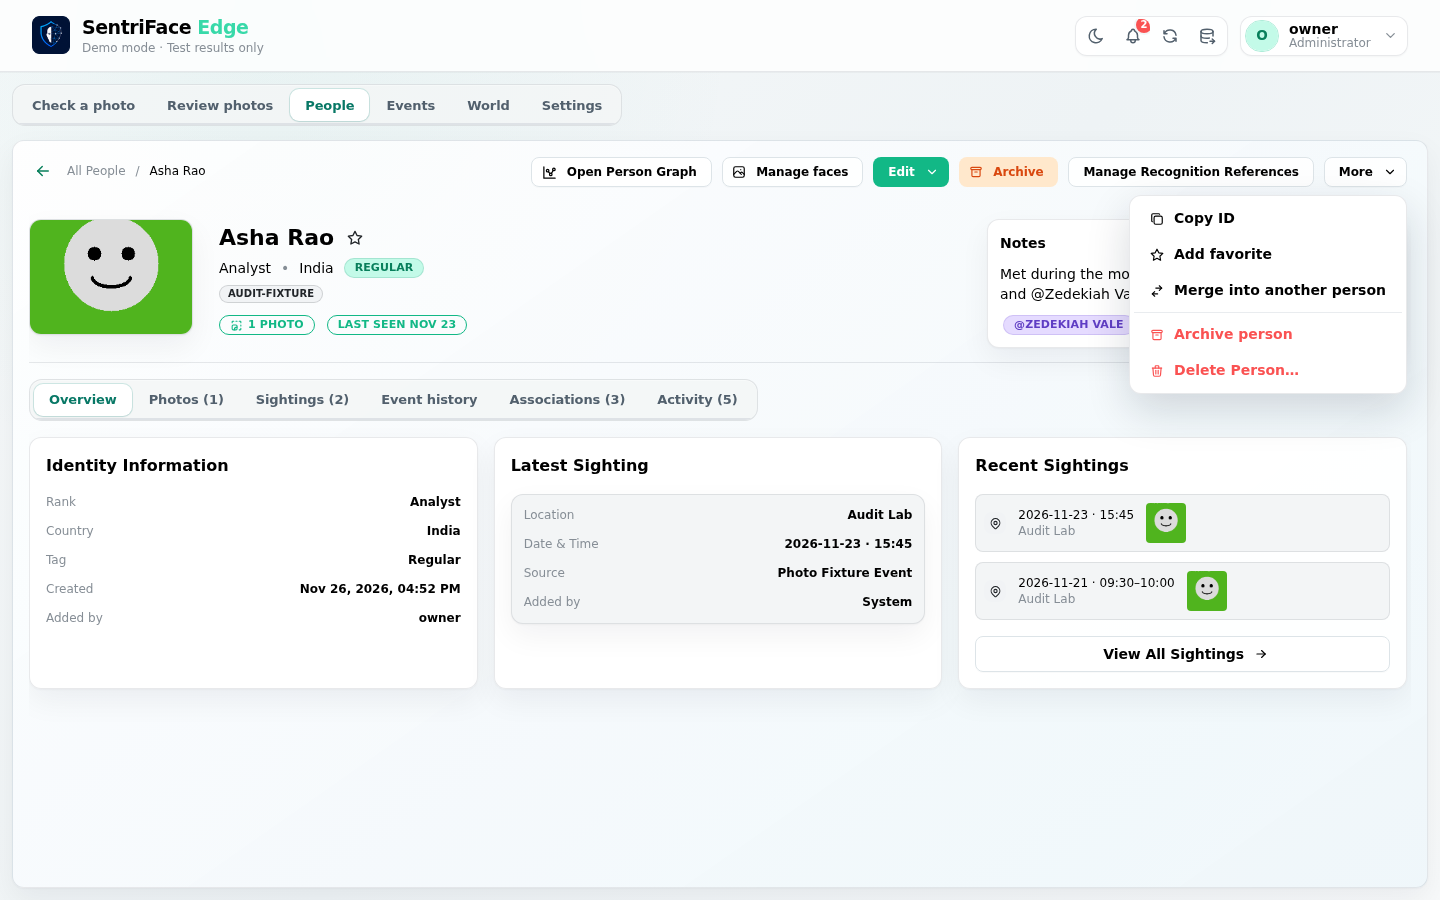 SentriFace Edge
Demo mode · Test results only
2
O
owner
Administrator
Check a photo
Review photos
People
Events
World
Settings
All People / Asha Rao
Open Person Graph
Manage faces
Edit
Archive
Manage Recognition References
More
Copy ID
Add favorite
Merge into another person
Archive person
Delete Person…
Asha Rao
Analyst • India REGULAR
AUDIT-FIXTURE
1 PHOTO
LAST SEEN NOV 23
Notes
Met during the
and @Zedekiah
@ZEDEKIAH VALE
Overview
Photos (1)
Sightings (2)
Event history
Associations (3)
Activity (5)
Identity Information
Rank Analyst
Country India
Tag Regular
Created Nov 26, 2026, 04:52 PM
Added by owner
Latest Sighting
Location Audit Lab
Date & Time 2026-11-23 · 15:45
Source Photo Fixture Event
Added by System
Recent Sightings
2026-11-23 · 15:45
Audit Lab
2026-11-21 · 09:30–10:00
Audit Lab
View All Sightings